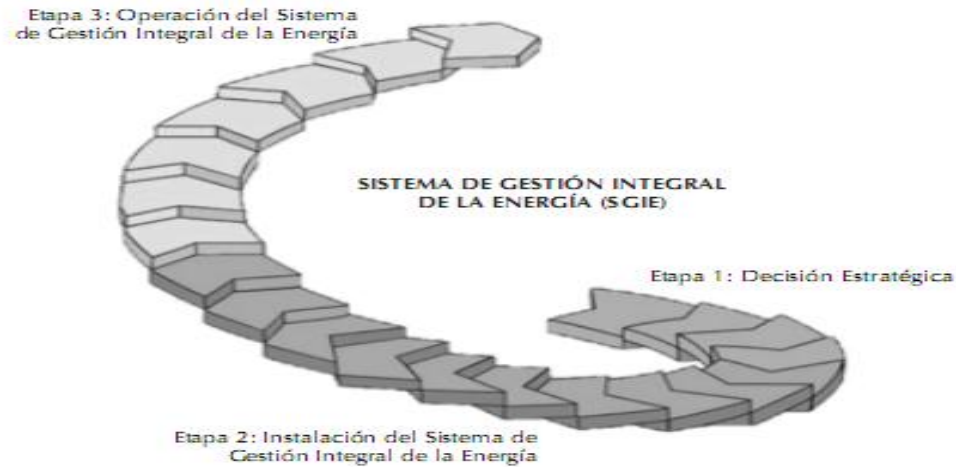 Etapa 3: Operación del Sistema
de Gestión Integral de la Energía
SISTEMA DE GESTIÓN INTEGRAL
DE LA ENERGÍA (SGIE)
Etapa 1: Decisión Estratégica
Etapa 2: Instalación del Sistema de
Gestión Integral de la Energía